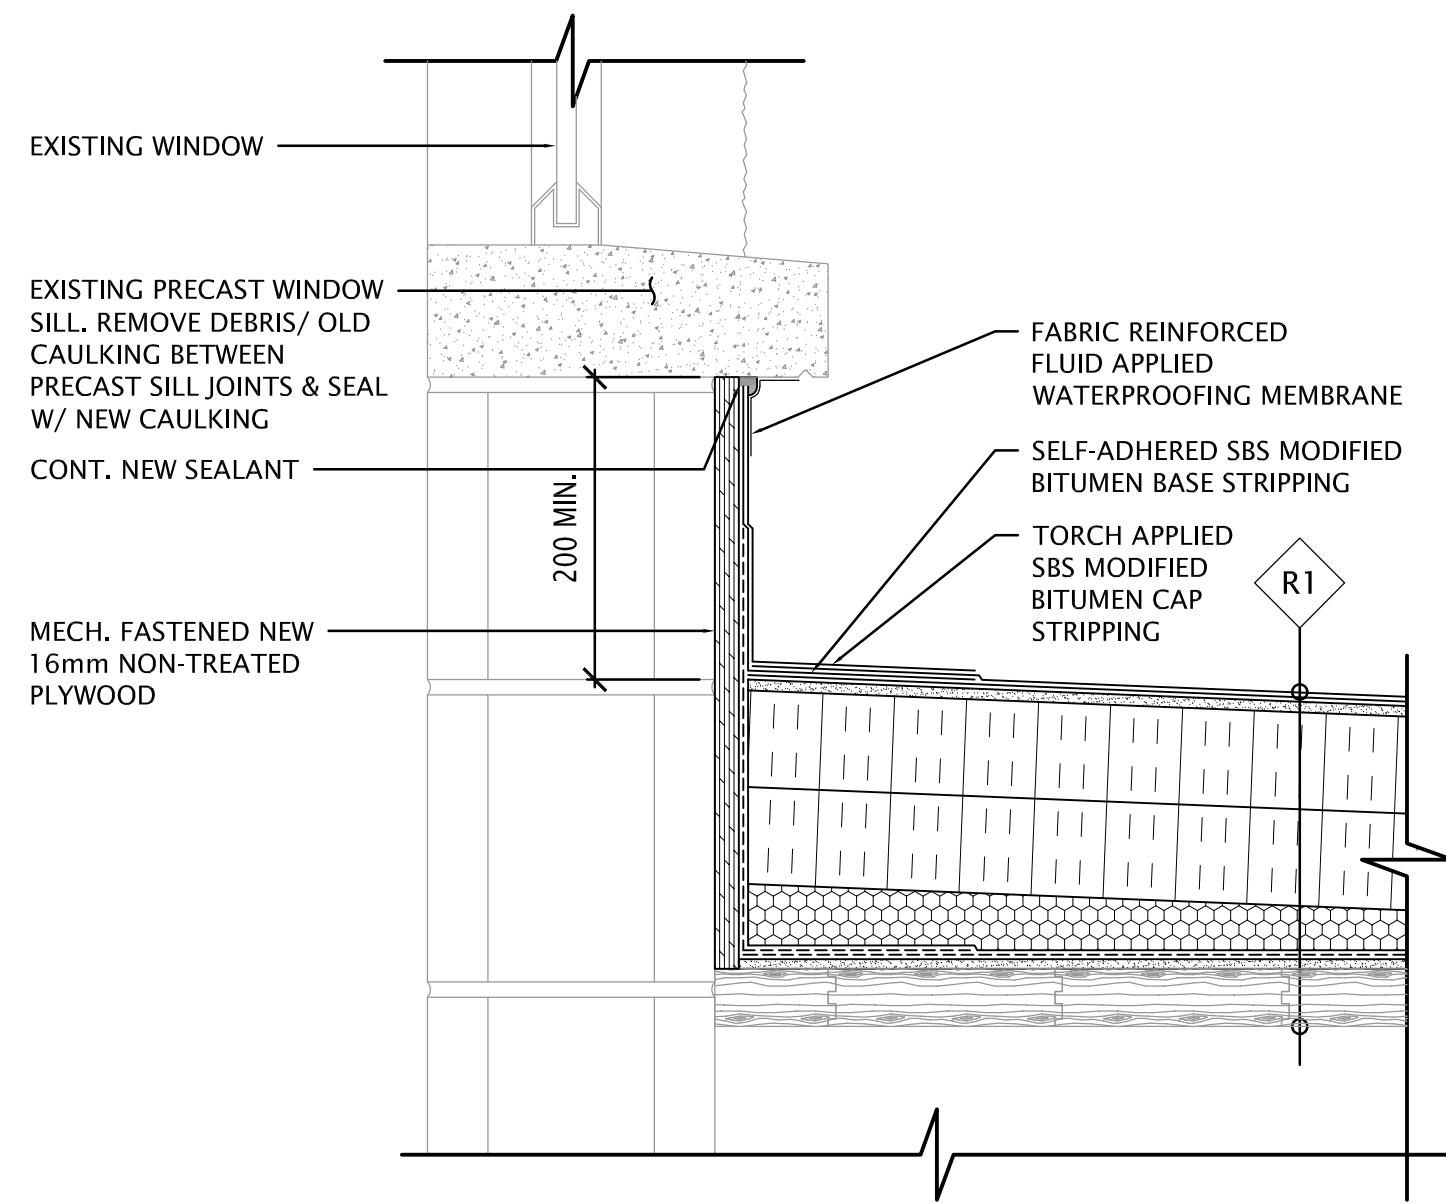 EXISTING WINDOW
EXISTING PRECAST WINDOW
SILL. REMOVE DEBRIS/ OLD
CAULKING BETWEEN
PRECAST SILL JOINTS & SEAL
W/ NEW CAULKING
CONT. NEW SEALANT
200 MIN.
MECH. FASTENED NEW
16mm NON-TREATED
PLYWOOD
FABRIC REINFORCED
FLUID APPLIED
WATERPROOFING MEMBRANE
SELF-ADHERED SBS MODIFIED
BITUMEN BASE STRIPPING
TORCH APPLIED
SBS MODIFIED
BITUMEN CAP
STRIPPING
R1